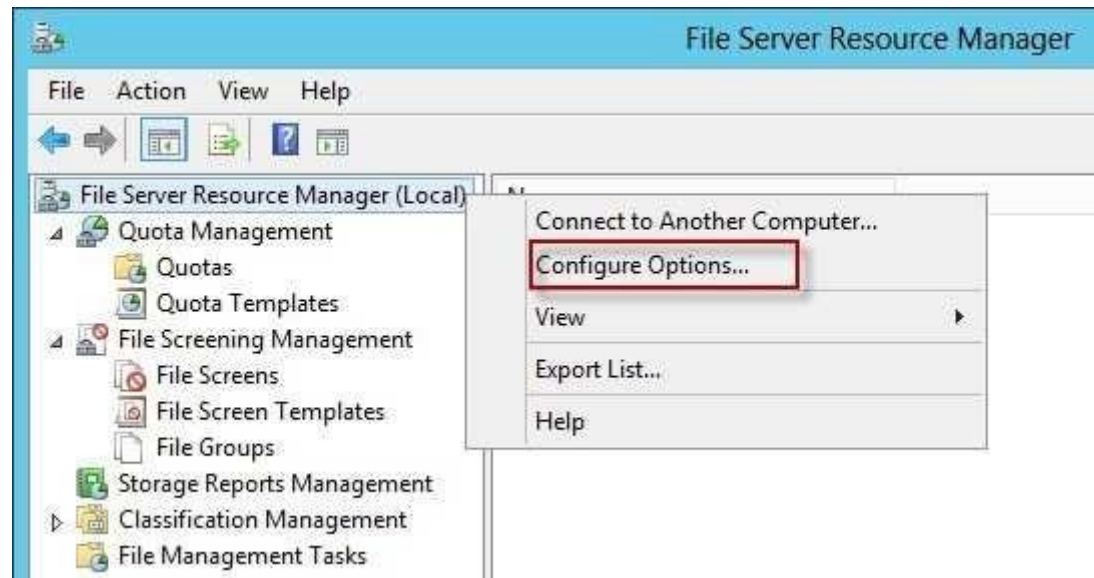 File Server Resource Manager
File Action View Help
File Server Resource Manager (Local)
Quota Management
Quotas
Quota Templates
File Screening Management
File Screens
File Screen Templates
File Groups
Storage Reports Management
Classification Management
File Management Tasks
Connect to Another Computer...
Configure Options...
View
Export List...
Help